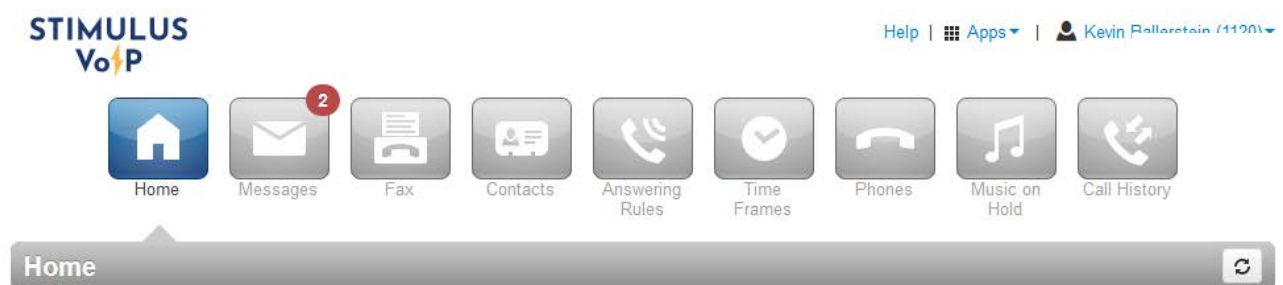 STIMULUS
VoIP
Help | Apps | Kevin Ballerstein (1120)
2
Home
Messages
Fax
Contacts
Answering Rules
Time Frames
Phones
Music on Hold
Call History
Home